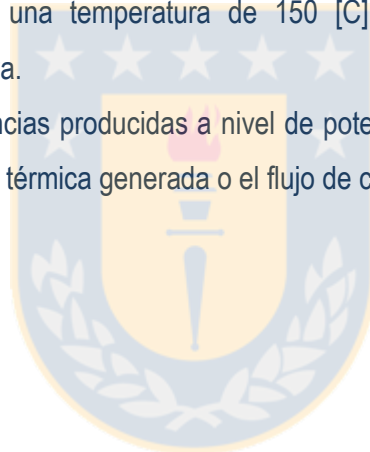 una temperatura de 150 [C]
a.
ncias producidas a nivel de pote
térmica generada o el flujo de c